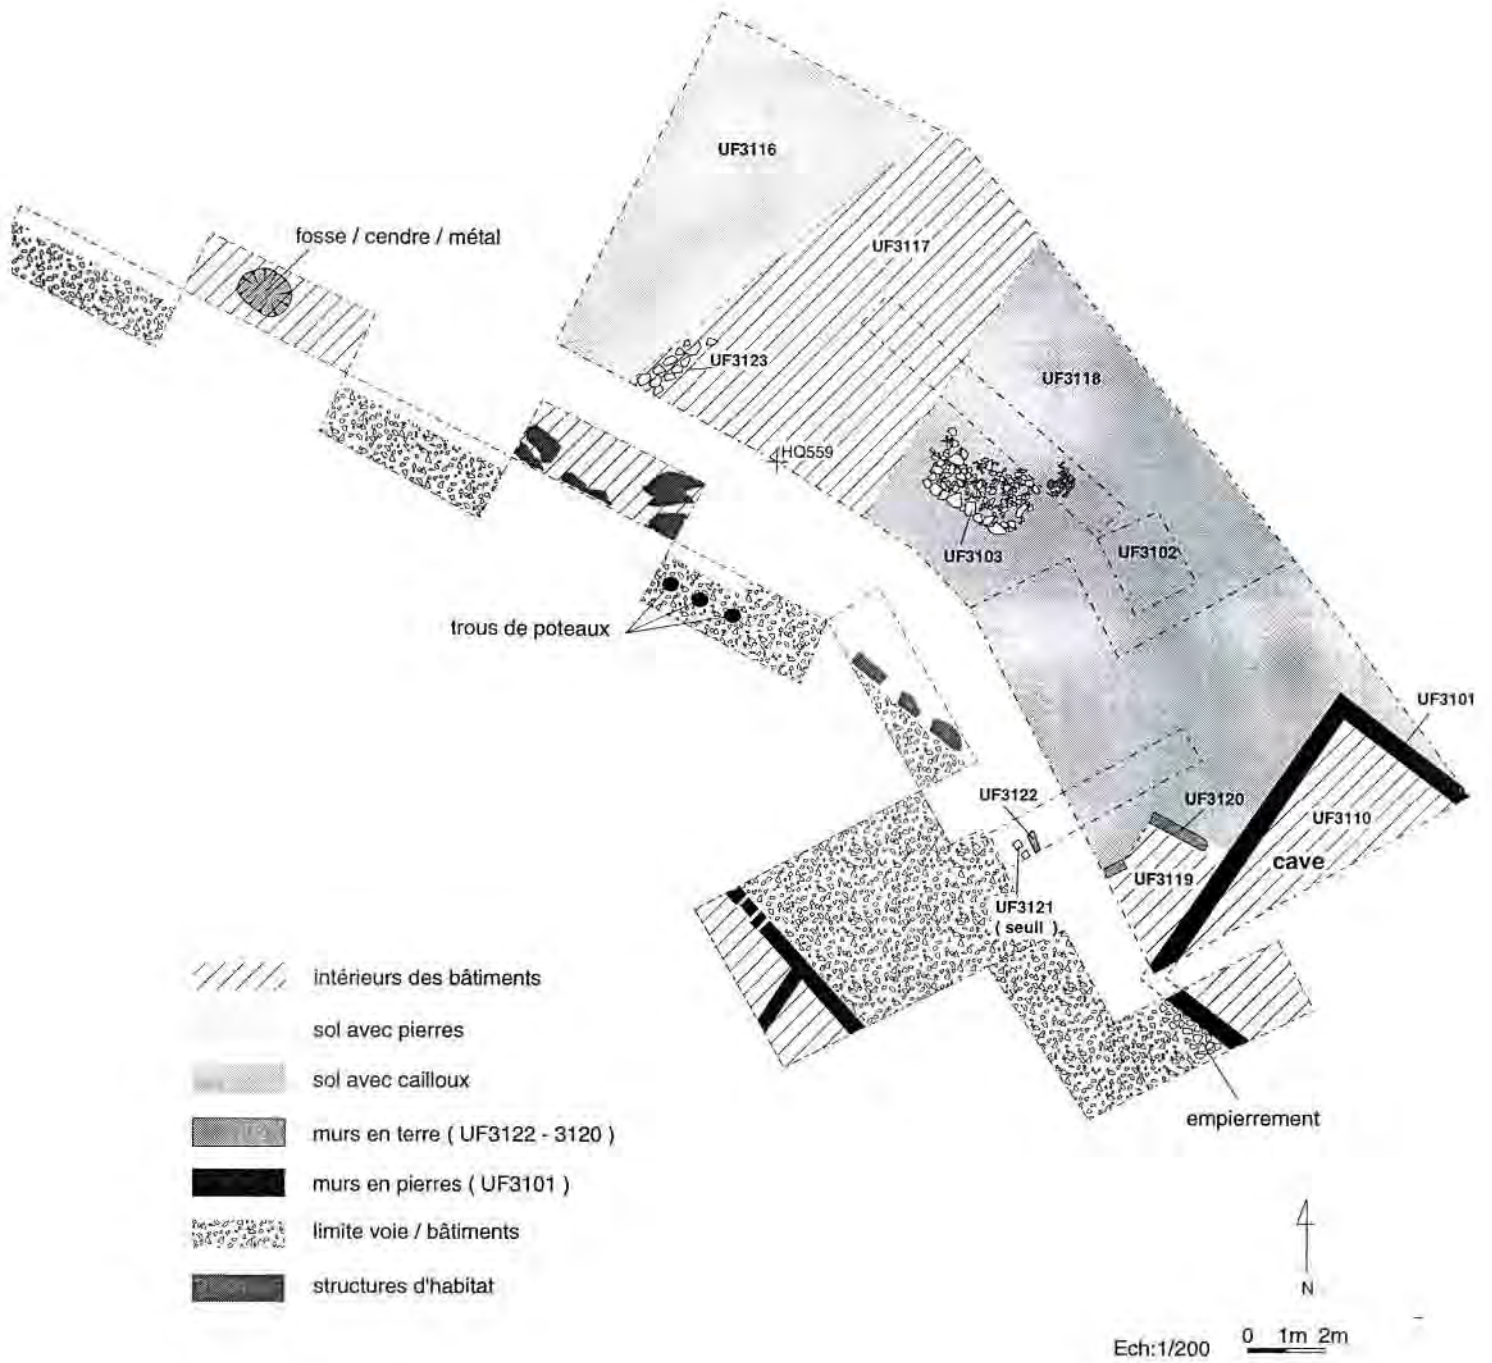 UF3116
fosse / cendre / métal
UF3117
UF3123
UF3118
HQ559
UF3103
UF3102
trous de poteaux
UF3101
UF3122
UF3120
UF3110
cave
UF3119
UF3121
( seuil )
intérieurs des bâtiments
sol avec pierres
sol avec cailloux
murs en terre ( UF3122 - 3120 )
murs en pierres ( UF3101 )
limite voie / bâtiments
structures d'habitat
empierrement
N
Ech:1/200
0 1m 2m